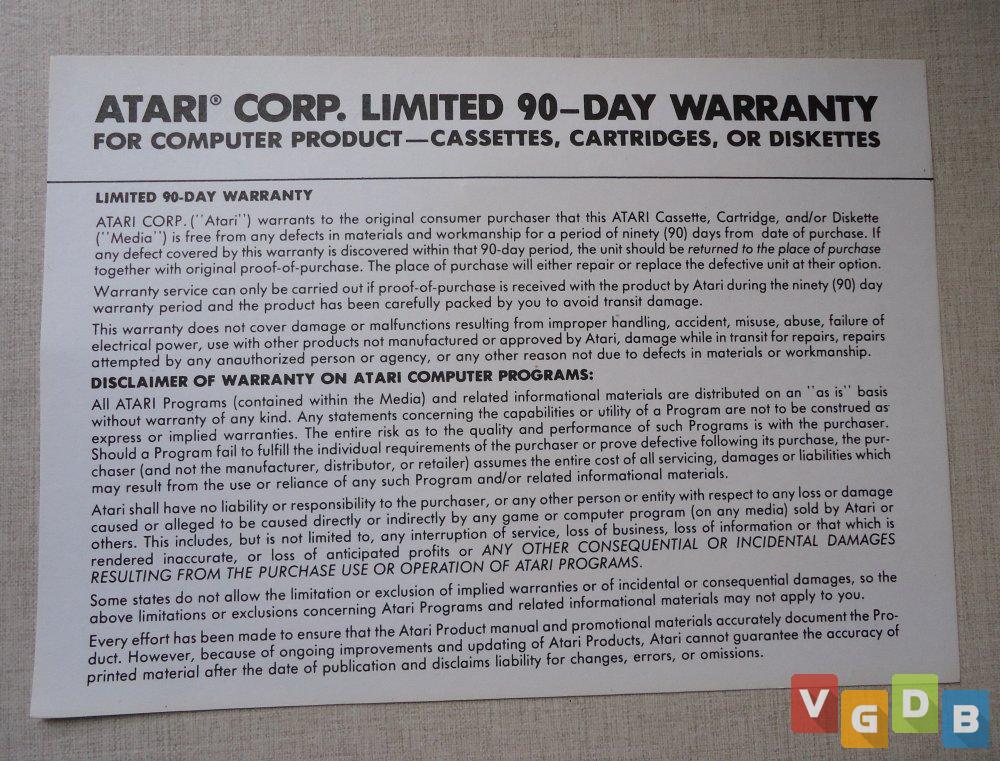 ATARI® CORP. LIMITED 90–DAY WARRANTY
FOR COMPUTER PRODUCT—CASSETTES, CARTRIDGES, OR DISKETTES
LIMITED 90-DAY WARRANTY
ATARI CORP. (''Atari'') warrants to the original consumer purchaser that this ATARI Cassette, Cartridge, and/or Diskette
(''Media'') is free from any defects in materials and workmanship for a period of ninety (90) days from date of purchase. If
any defect covered by this warranty is discovered within that 90-day period, the unit should be returned to the place of purchase
together with original proof-of-purchase. The place of purchase will either repair or replace the defective unit at their option.
Warranty service can only be carried out if proof-of-purchase is received with the product by Atari during the ninety (90) day
warranty period and the product has been carefully packed by you to avoid transit damage.
This warranty does not cover damage or malfunctions resulting from improper handling, accident, misuse, abuse, failure of
electrical power, use with other products not manufactured or approved by Atari, damage while in transit for repairs, repairs
attempted by any unauthorized person or agency, or any other reason not due to defects in materials or workmanship.
DISCLAIMER OF WARRANTY ON ATARI COMPUTER PROGRAMS:
All ATARI Programs (contained within the Media) and related informational materials are distributed on an ''as is'' basis
without warranty of any kind. Any statements concerning the capabilities or utility of a Program are not to be construed as
express or implied warranties. The entire risk as to the quality and performance of such Programs is with the purchaser.
Should a Program fail to fulfill the individual requirements of the purchaser or prove defective following its purchase, the pur-
chaser (and not the manufacturer, distributor, or retailer) assumes the entire cost of all servicing, damages or liabilities which
may result from the use or reliance of any such Program and/or related informational materials.
Atari shall have no liability or responsibility to the purchaser, or any other person or entity with respect to any loss or damage
caused or alleged to be caused directly or indirectly by any game or computer program (on any media) sold by Atari or
others. This includes, but is not limited to, any interruption of service, loss of business, loss of information or that which is
rendered inaccurate, or loss of anticipated profits or ANY OTHER CONSEQUENTIAL OR INCIDENTAL DAMAGES
RESULTING FROM THE PURCHASE USE OR OPERATION OF ATARI PROGRAMS.
Some states do not allow the limitation or exclusion of implied warranties or of incidental or consequential damages, so the
above limitations or exclusions concerning Atari Programs and related informational materials may not apply to you.
Every effort has been made to ensure that the Atari Product manual and promotional materials accurately document the Pro-
duct. However, because of ongoing improvements and updating of Atari Products, Atari cannot guarantee the accuracy of
printed material after the date of publication and disclaims liability for changes, errors, or omissions.
VGDB